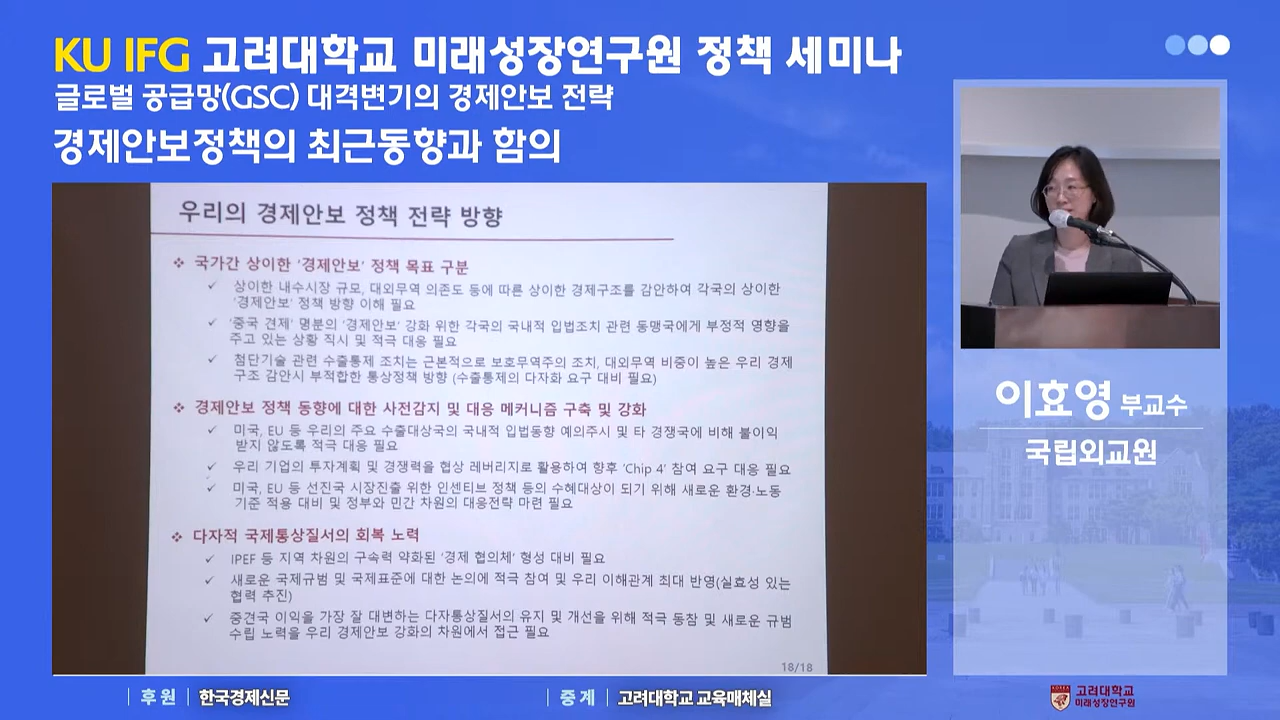 KU IFG 고려대학교 미래성장연구원 정책 세미나
글로벌 공급망(GSC) 대격변기의 경제안보 전략
경제안보정책의 최근동향과 함의
우리의 경제안보 정책 전략 방향
❖ 국가간 상이한 '경제안보' 정책 목표 구분
✓ 상이한 내수시장 규모, 대외무역 의존도 등에 따른 상이한 경제구조를 감안하여 각국의 상이한
'경제안보' 정책 방향 이해 필요
✓ '중국 견제' 명분의 '경제안보' 강화 위한 각국의 국내적 입법조치 관련 동맹국에게 부정적 영향을
주고 있는 상황 직시 및 적극 대응 필요
✓ 첨단기술 관련 수출통제 조치는 근본적으로 보호무역주의 조치, 대외무역 비중이 높은 우리 경제
구조 감안시 부적합한 통상정책 방향 (수출통제의 다자화 요구 대비 필요)
❖ 경제안보 정책 동향에 대한 사전감지 및 대응 메커니즘 구축 및 강화
✓ 미국, EU 등 우리의 주요 수출대상국의 국내적 입법동향 예의주시 및 타 경쟁국에 비해 불이익
받지 않도록 적극 대응 필요
✓ 우리 기업의 투자계획 및 경쟁력을 협상 레버리지로 활용하여 향후 'Chip 4' 참여 요구 대응 필요
✓ 미국, EU 등 선진국 시장진출 위한 인센티브 정책 등의 수혜대상이 되기 위해 새로운 환경·노동
기준 적용 대비 및 정부와 민간 차원의 대응전략 마련 필요
❖ 다자적 국제통상질서의 회복 노력
✓ IPEF 등 지역 차원의 구속력 약화된 '경제 협의체' 형성 대비 필요
✓ 새로운 국제규범 및 국제표준에 대한 논의에 적극 참여 및 우리 이해관계 최대 반영(실효성 있는
협력 추진)
✓ 중견국 이익을 가장 잘 대변하는 다자통상질서의 유지 및 개선을 위해 적극 동참 및 새로운 규범
수립 노력을 우리 경제안보 강화의 차원에서 접근 필요
18/18
이효영 부교수
국립외교원
후원 한국경제신문
중계 고려대학교 교육매체실
고려대학교
미래성장연구원